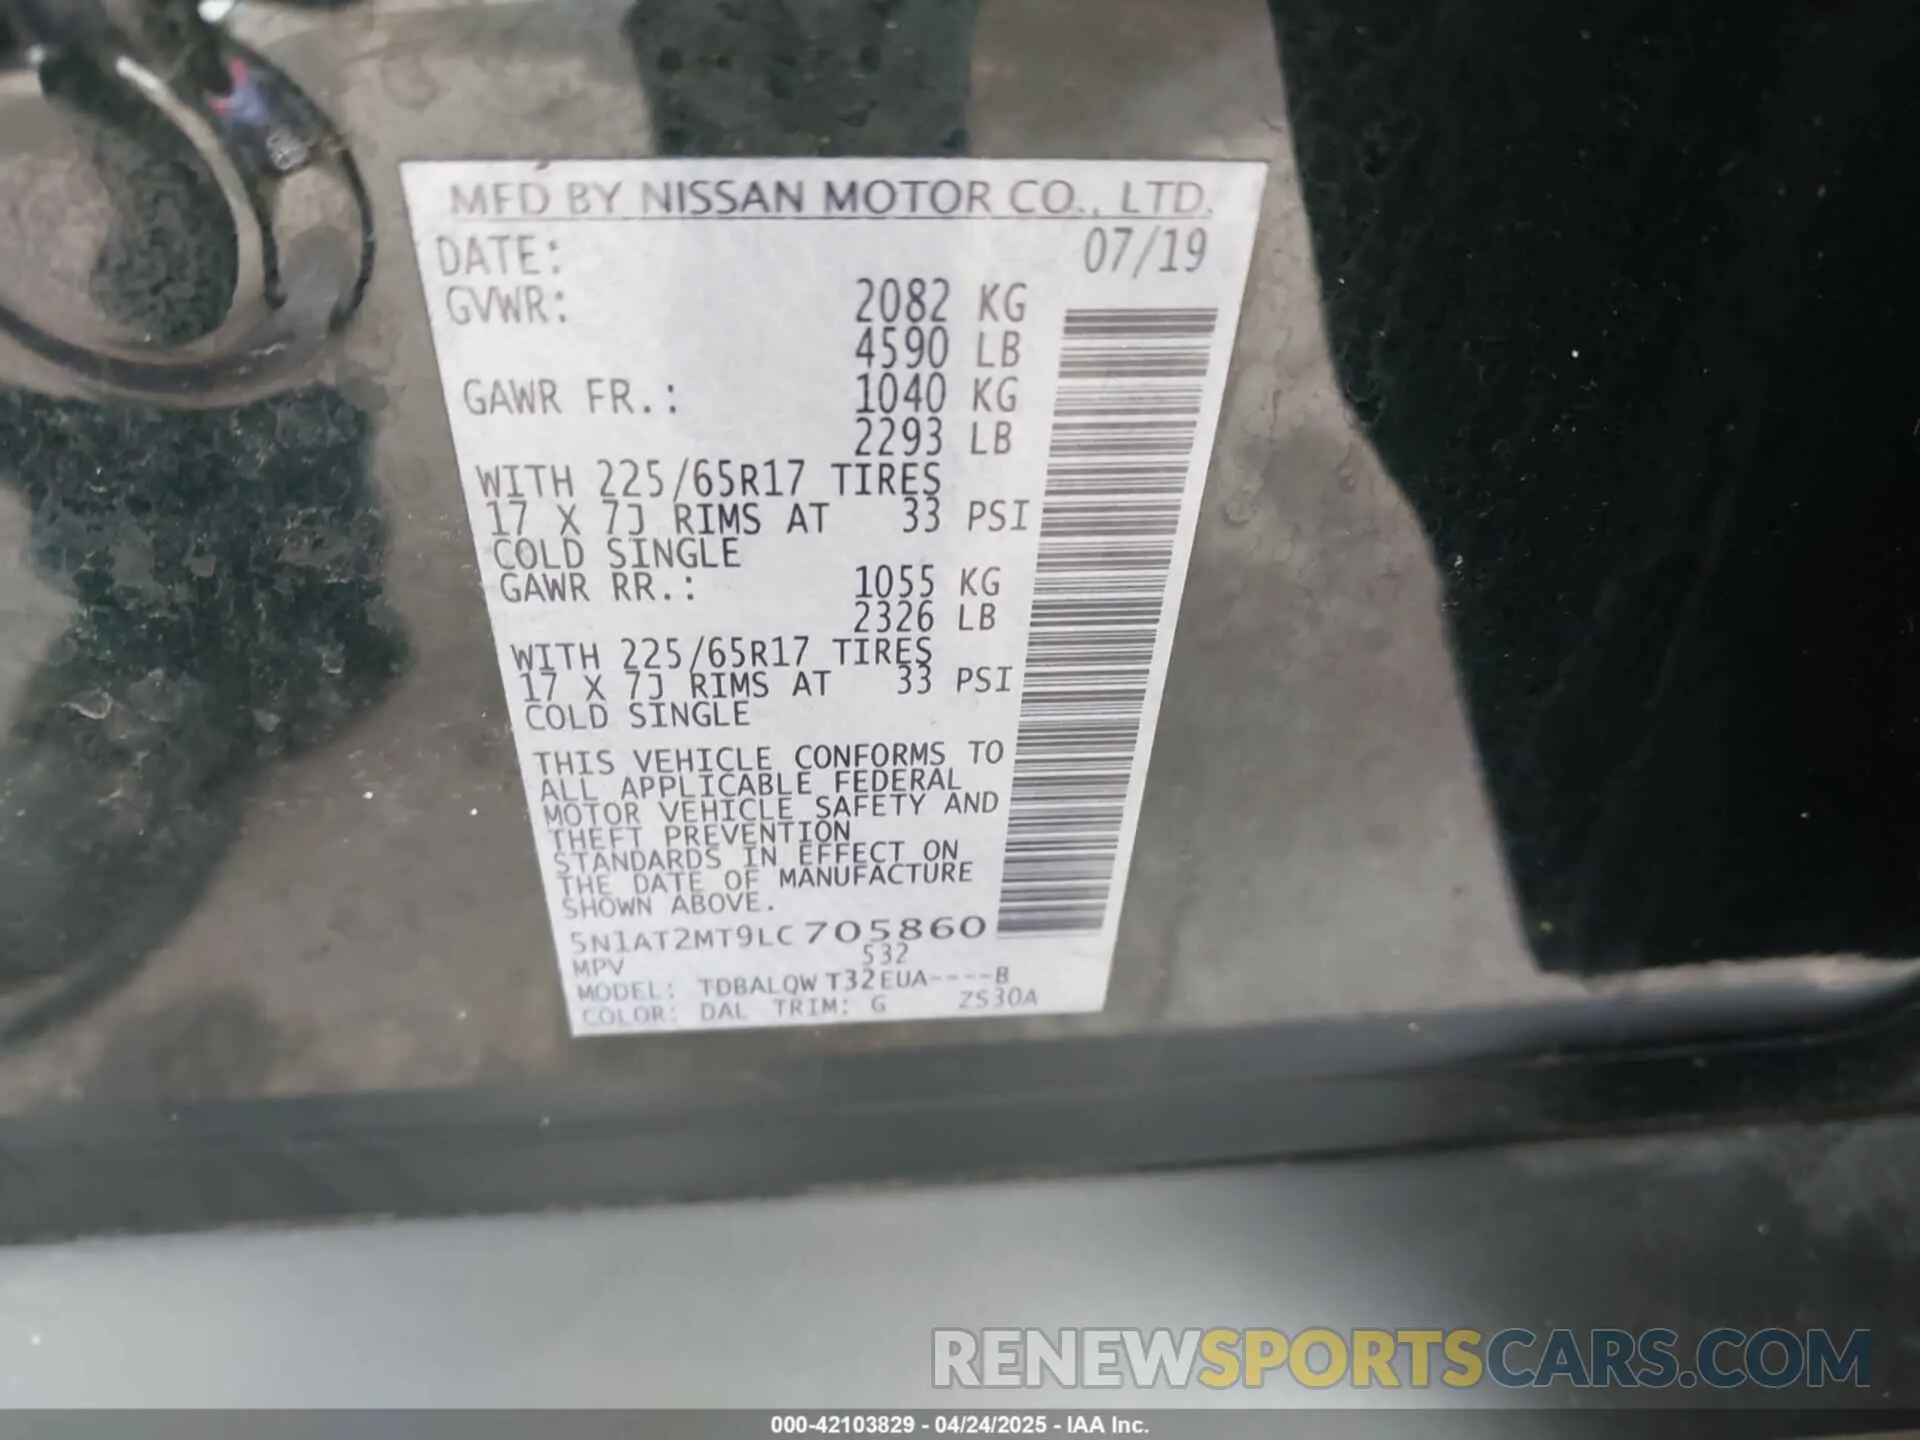 MFD BY NISSAN MOTOR CO., LTD.
DATE: 07/19
GVWR: 2082 KG
4590 LB
GAWR FR.: 1040 KG
2293 LB
WITH 225/65R17 TIRES
17 X 7J RIMS AT 33 PSI
COLD SINGLE
GAWR RR.: 1055 KG
2326 LB
WITH 225/65R17 TIRES
17 X 7J RIMS AT 33 PSI
COLD SINGLE
THIS VEHICLE CONFORMS TO
ALL APPLICABLE FEDERAL
MOTOR VEHICLE SAFETY AND
THEFT PREVENTION
STANDARDS IN EFFECT ON
THE DATE OF MANUFACTURE
SHOWN ABOVE.
5N1AT2MT9LC705860
MPV 532
MODEL: TDBALQW T32EUA----B
COLOR: DAL TRIM: G ZS30A
RENEWSPORTSCARS.COM
000-42103829 - 04/24/2025 - IAA Inc.